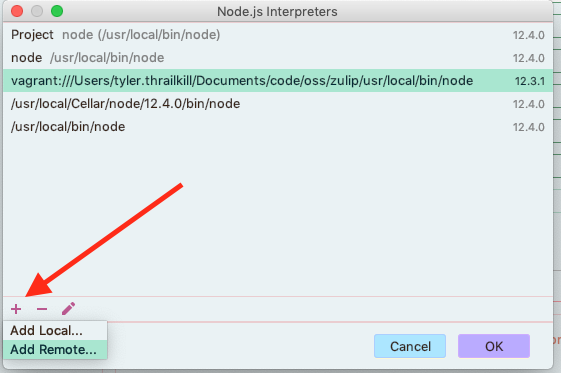 Node.js Interpreters
Project node (/usr/local/bin/node) 12.4.0
node /usr/local/bin/node 12.4.0
vagrant:///Users/tyler.thrailkill/Documents/code/oss/zulip/usr/local/bin/node 12.3.1
/usr/local/Cellar/node/12.4.0/bin/node 12.4.0
/usr/local/bin/node 12.4.0
Add Local...
Add Remote...
Cancel
OK